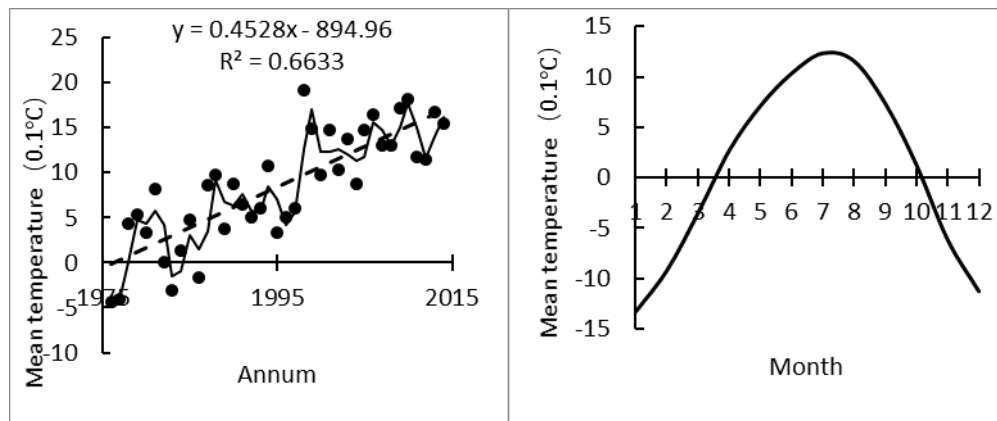 y = 0.4528x - 894.96
R² = 0.6633
25
20
15
10
5
0
-5
-10
1975
1995
2015
Mean temperature（0.1℃）
Annum
15
10
5
0
-5
-10
-15
1 2 3 4 5 6 7 8 9 10 11 12
Mean temperature（0.1℃）
Month